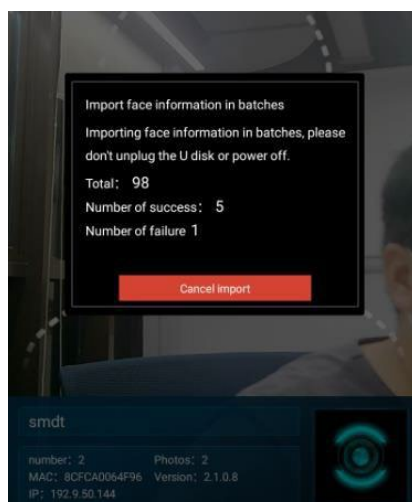 Import face information in batches
Importing face information in batches, please
don't unplug the U disk or power off.
Total： 98
Number of success： 5
Number of failure 1
Cancel import
smdt
number：2 Photos：2
MAC：8CFCA0064F96 Version：2.1.0.8
IP：192.9.50.144